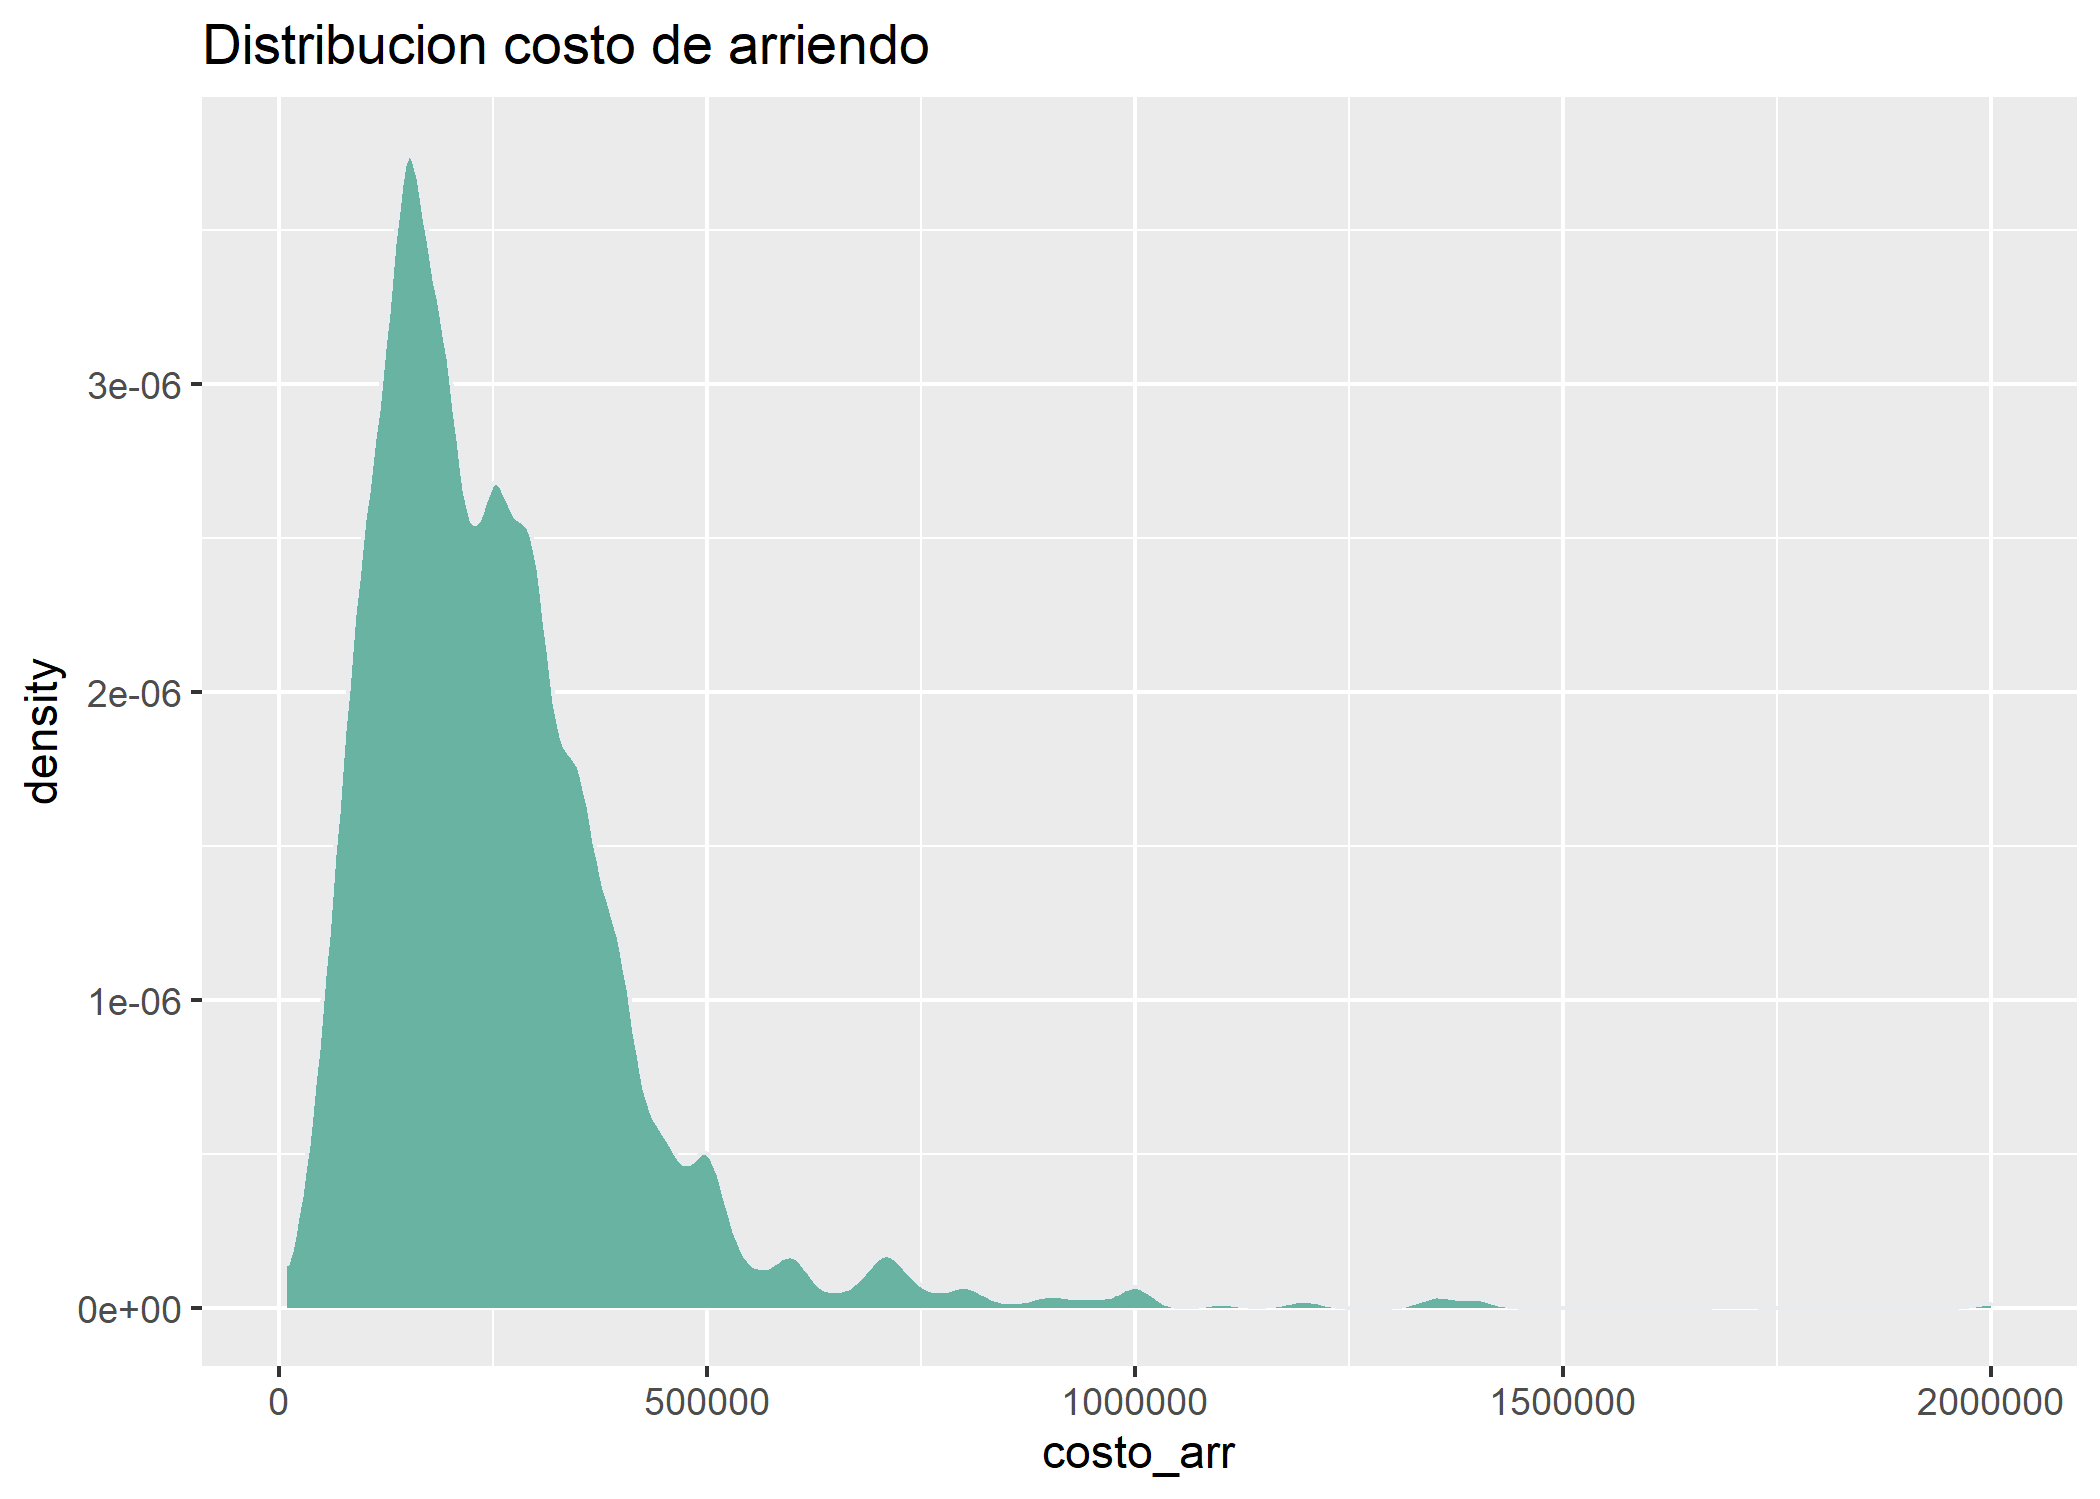 Distribucion costo de arriendo
density
3e-06
2e-06
1e-06
0e+00
0 500000 1000000 1500000 2000000
costo_arr